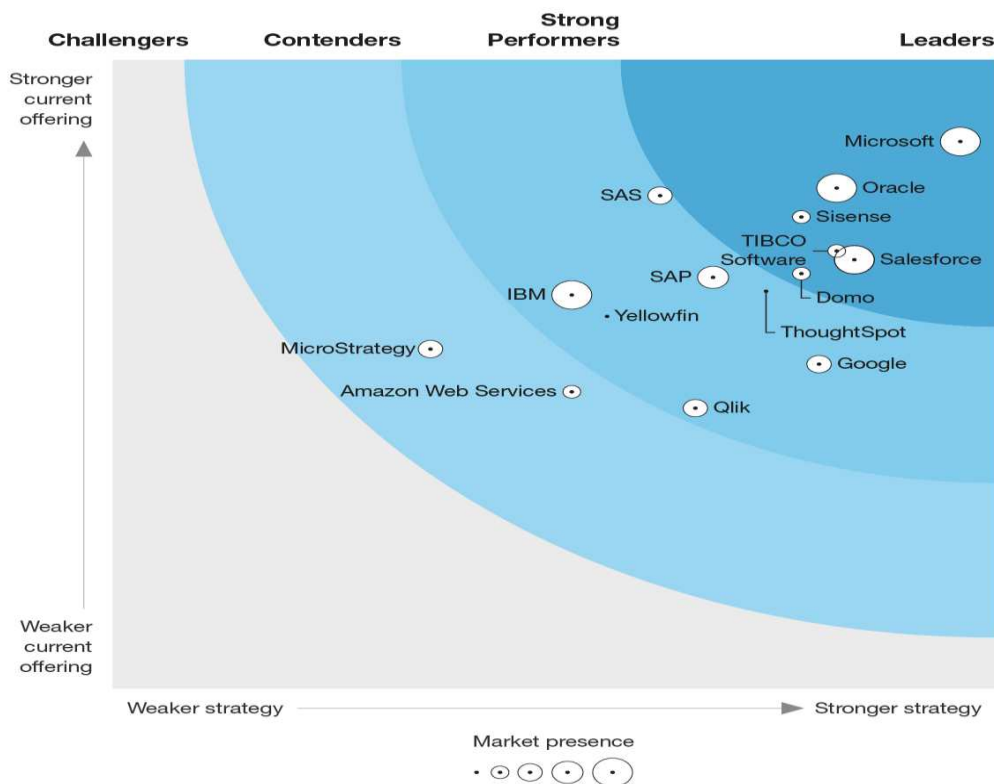 Challengers
Contenders
Strong
Performers
Leaders
Stronger
current
offering
Microsoft
Oracle
SAS
Sisense
TIBCO
Software
Salesforce
SAP
Domo
IBM
Yellowfin
ThoughtSpot
MicroStrategy
Google
Amazon Web Services
Qlik
Weaker
current
offering
Weaker strategy
Stronger strategy
Market presence